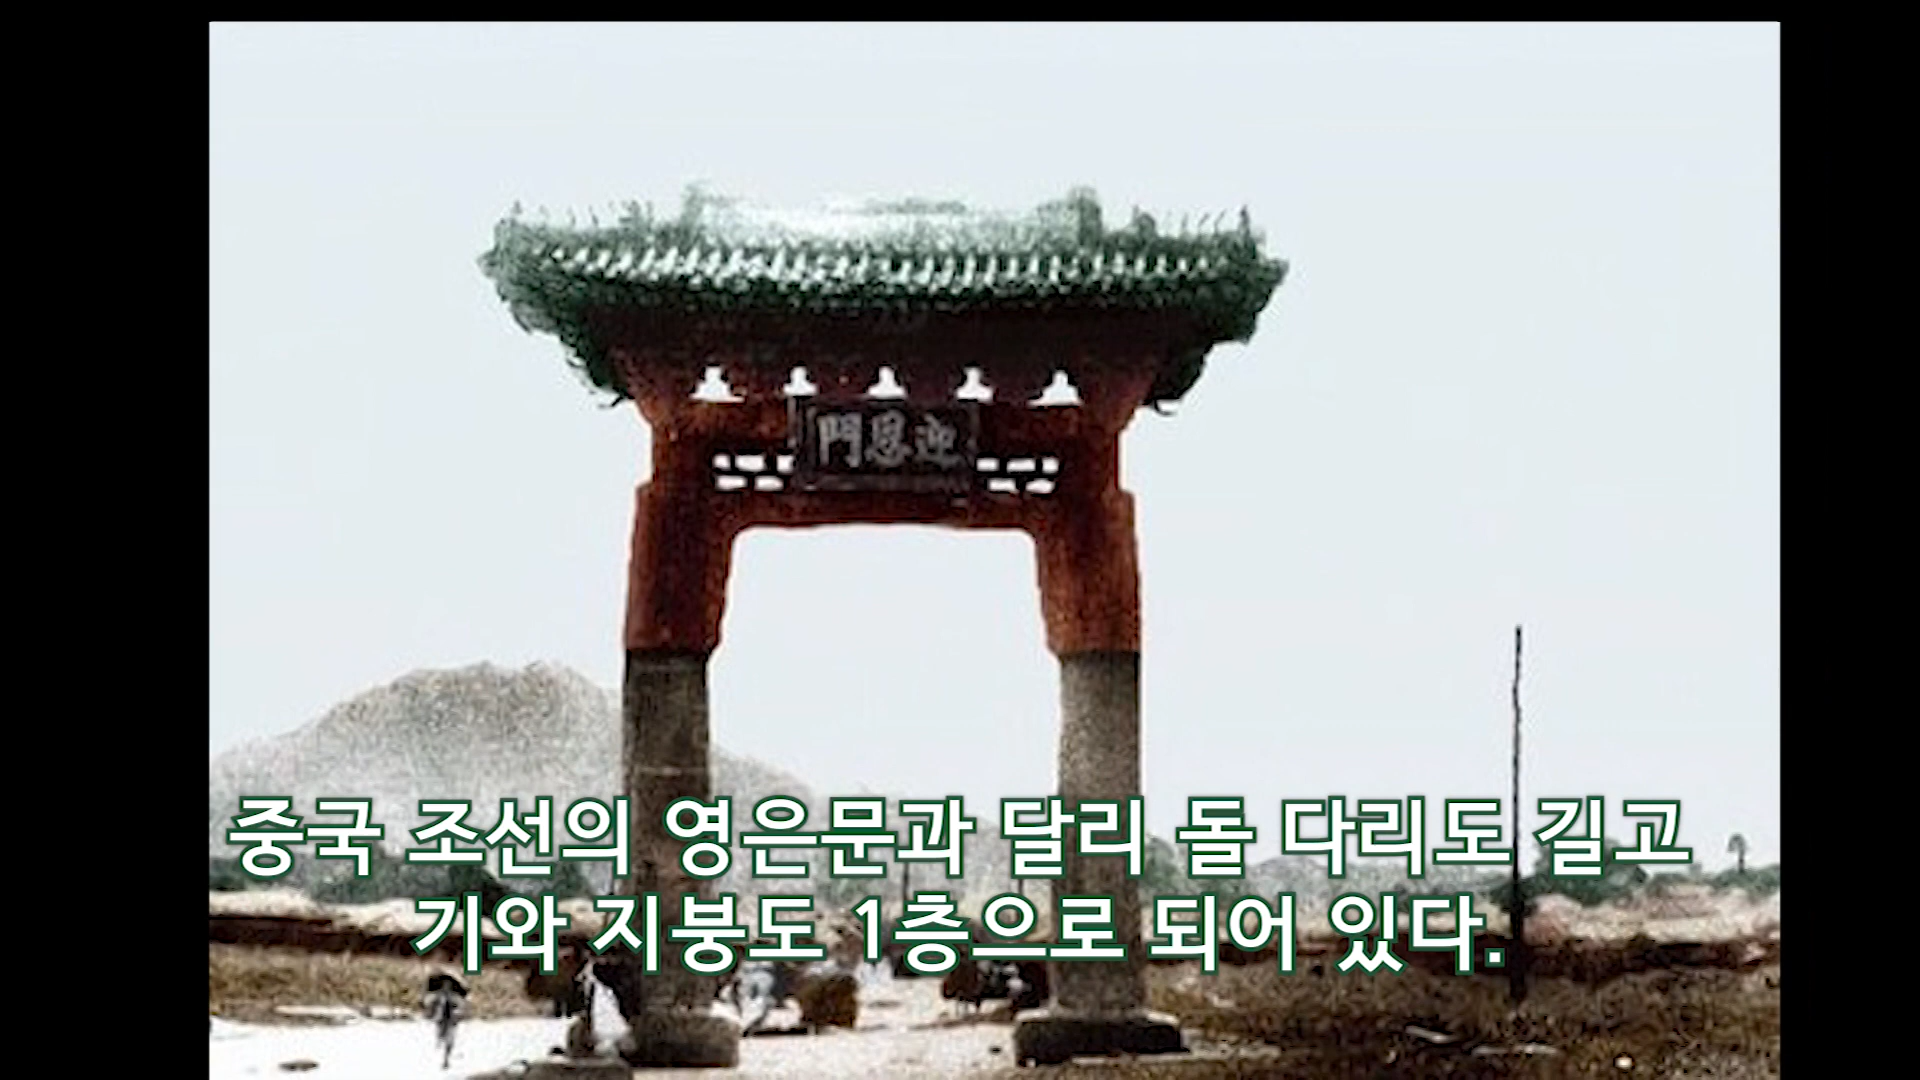 門恩迎
중국 조선의 영은문과 달리 돌 다리도 길고
기와 지붕도 1층으로 되어 있다.